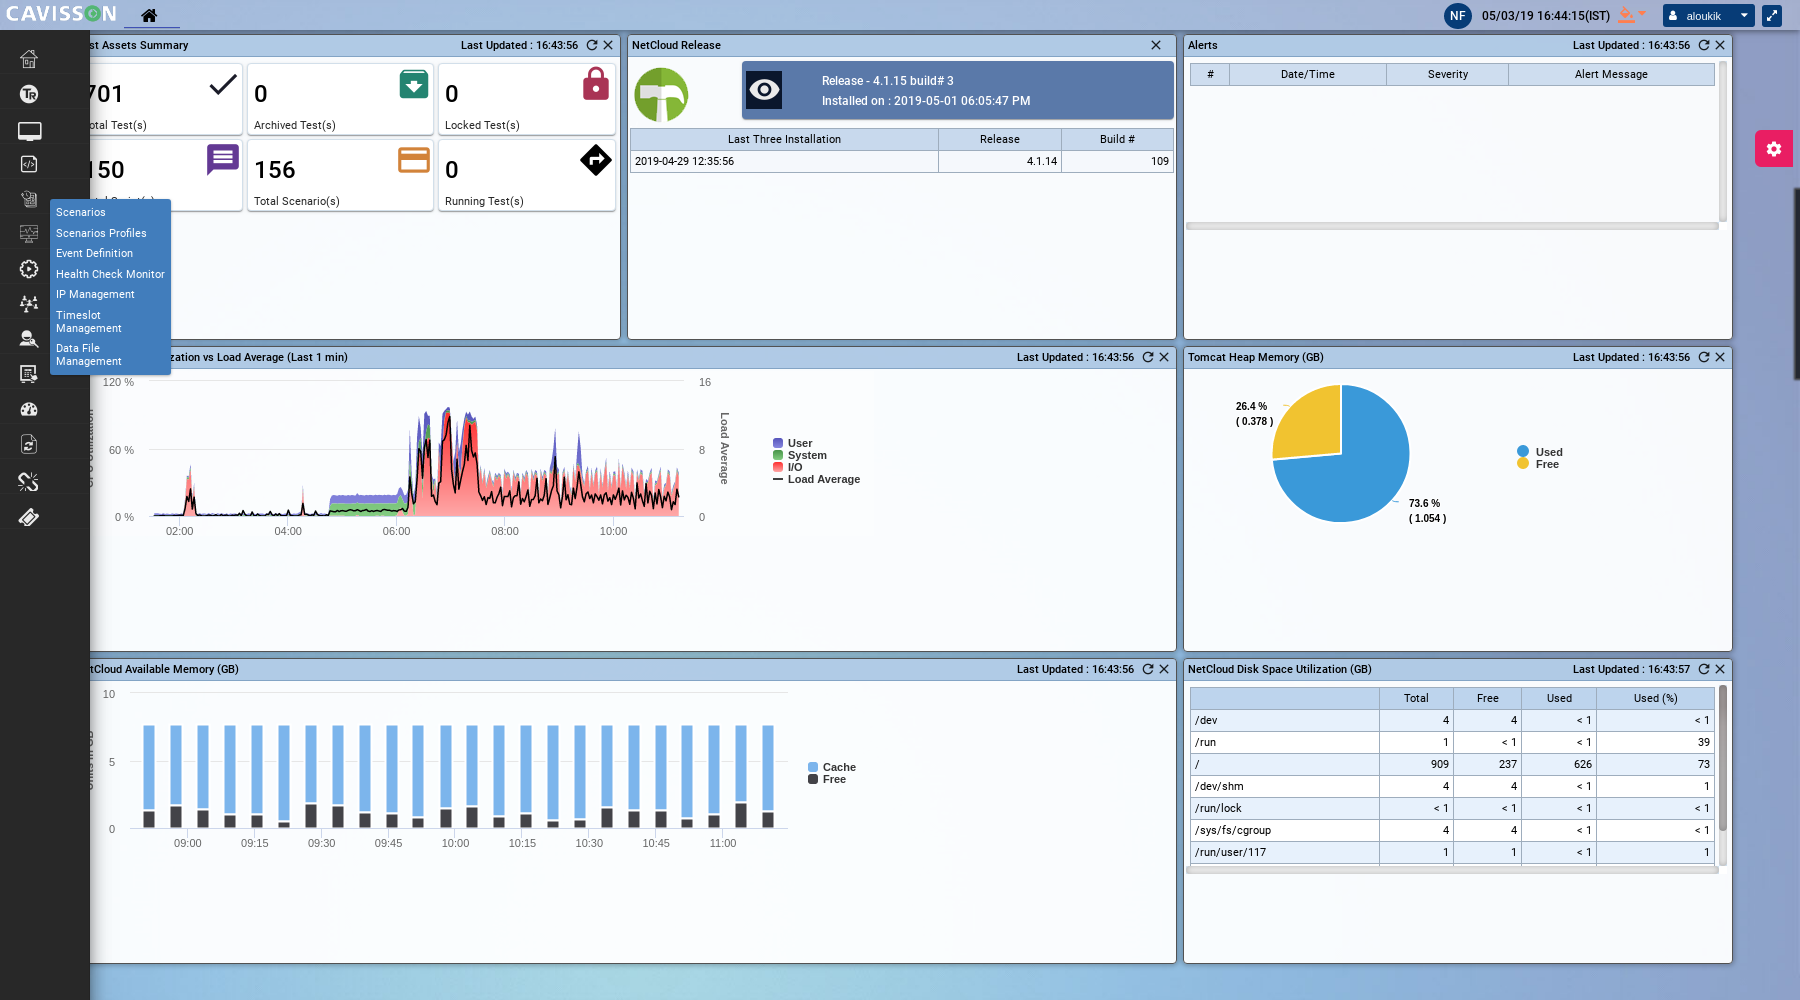 CAVISSON
NF 05/03/19 16:44:15(IST) aloukik
st Assets Summary Last Updated : 16:43:56
701
otal Test(s)
0
Archived Test(s)
0
Locked Test(s)
150
156
Total Scenario(s)
0
Running Test(s)
NetCloud Release
Release - 4.1.15 build# 3
Installed on : 2019-05-01 06:05:47 PM
Last Three Installation Release Build #
2019-04-29 12:35:56 4.1.14 109
Alerts Last Updated : 16:43:56
# Date/Time Severity Alert Message
TR
Scenarios
Scenarios Profiles
Event Definition
Health Check Monitor
IP Management
Timeslot
Management
Data File
Management
zation vs Load Average (Last 1 min) Last Updated : 16:43:56
120 %
60 %
0 %
16
8
0
Load Average
02:00 04:00 06:00 08:00 10:00
User
System
I/O
Load Average
Tomcat Heap Memory (GB) Last Updated : 16:43:56
26.4 %
( 0.378 )
73.6 %
( 1.054 )
Used
Free
tCloud Available Memory (GB) Last Updated : 16:43:56
10
5
0
09:00 09:15 09:30 09:45 10:00 10:15 10:30 10:45 11:00
Cache
Free
NetCloud Disk Space Utilization (GB) Last Updated : 16:43:57
Total Free Used Used (%)
/dev 4 4 < 1 < 1
/run 1 < 1 < 1 39
/ 909 237 626 73
/dev/shm 4 4 < 1 1
/run/lock < 1 < 1 < 1 < 1
/sys/fs/cgroup 4 4 < 1 < 1
/run/user/117 1 1 < 1 1